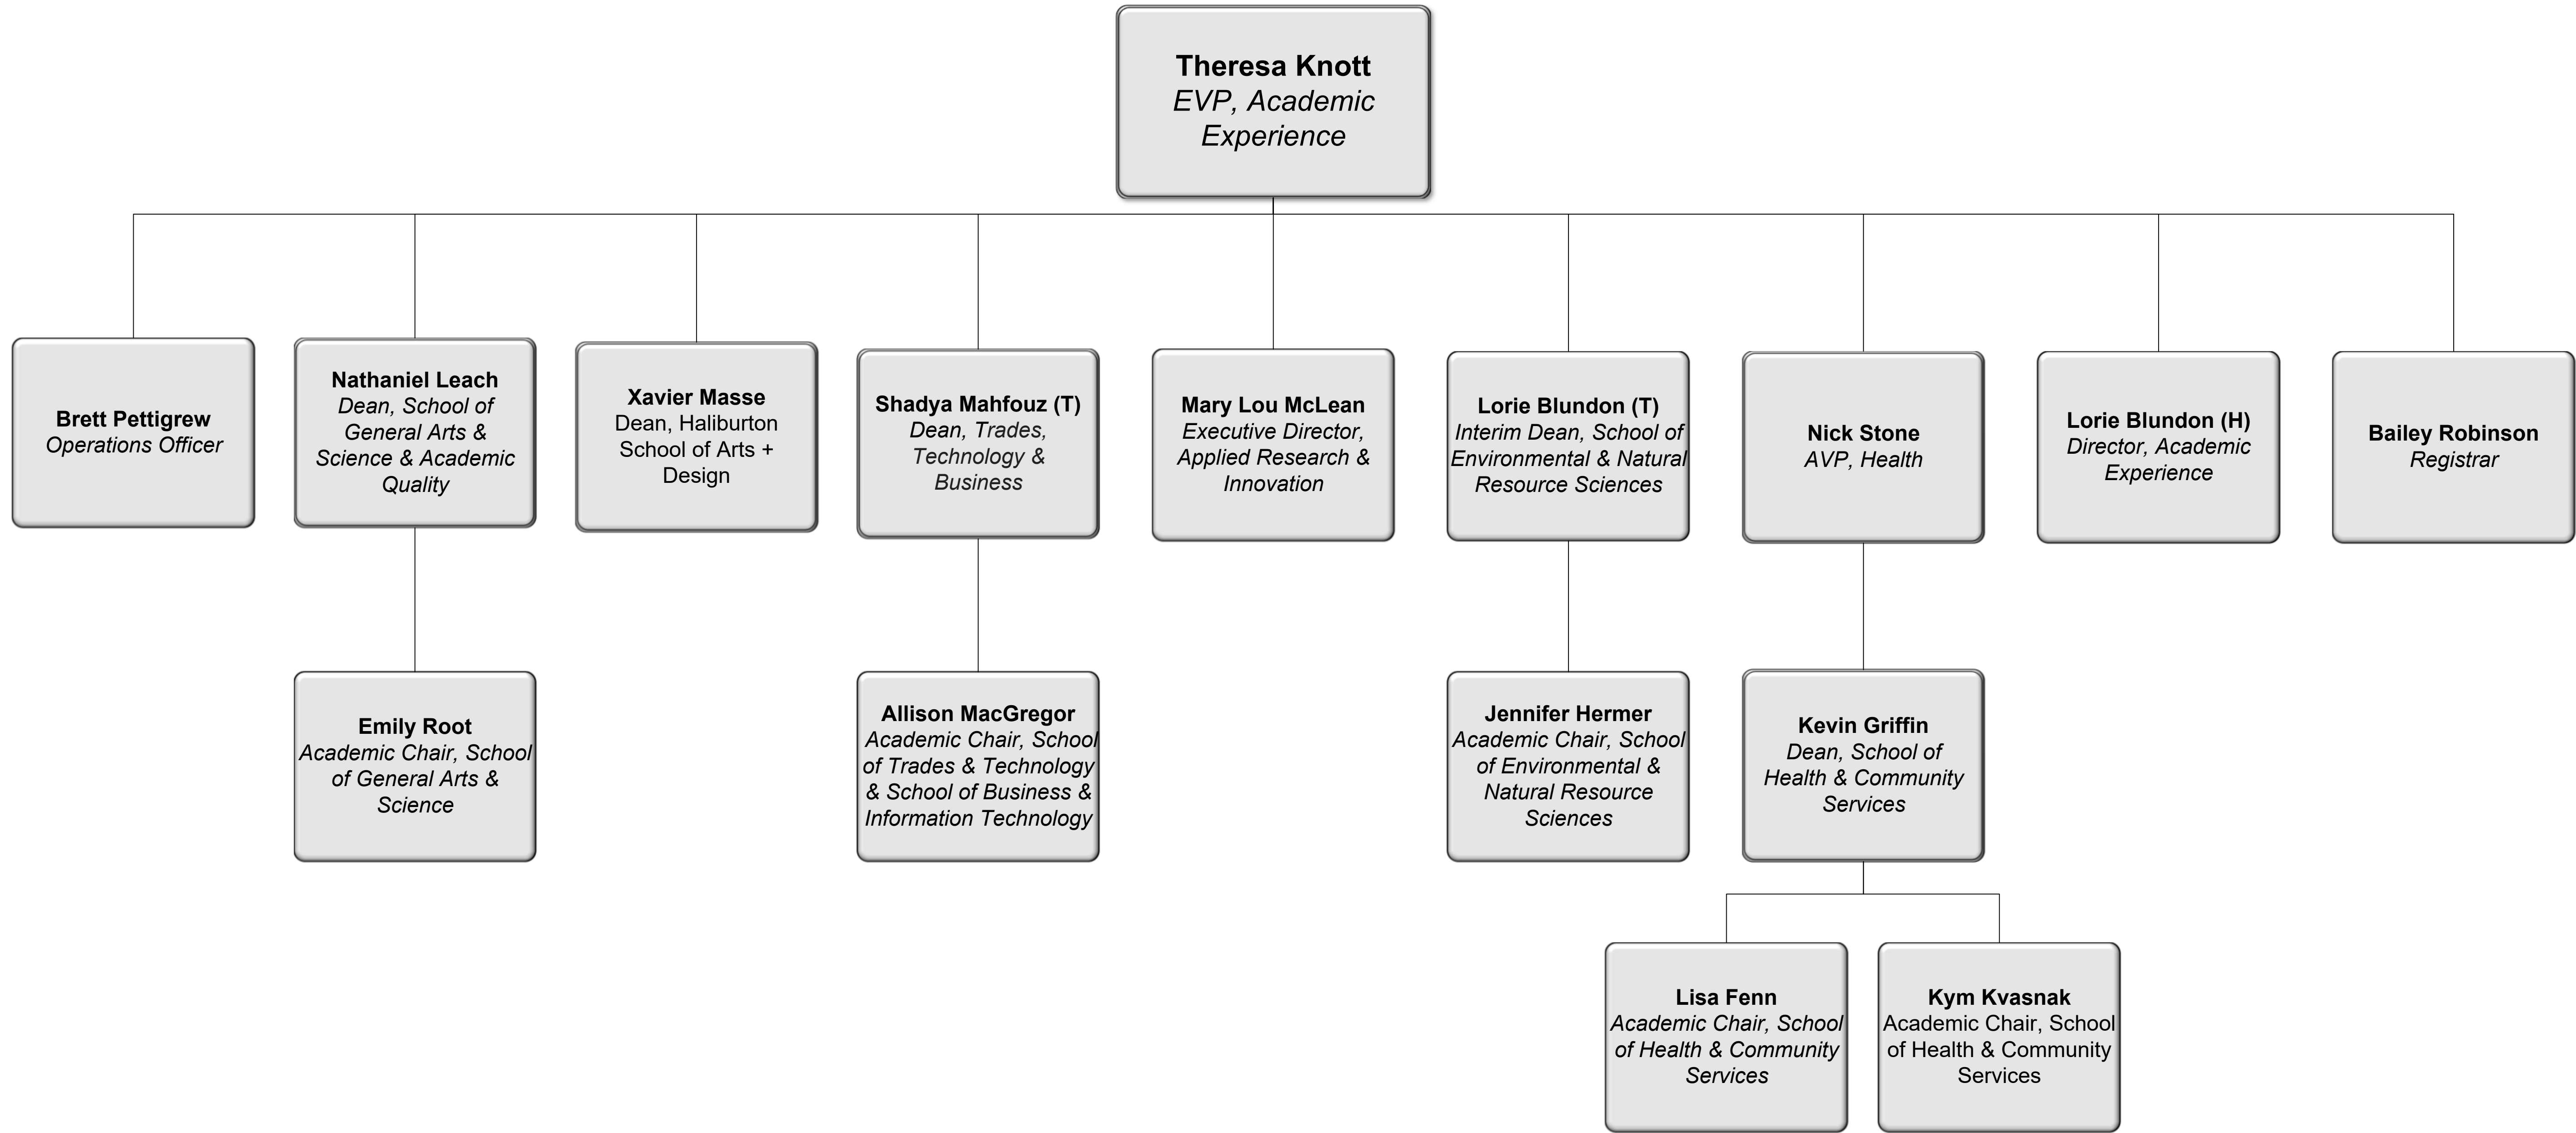 Theresa Knott
EVP, Academic
Experience
Brett Pettigrew
Operations Officer
Nathaniel Leach
Dean, School of
General Arts &
Science & Academic
Quality
Xavier Masse
Dean, Haliburton
School of Arts +
Design
Shadya Mahfouz (T)
Dean, Trades,
Technology &
Business
Mary Lou McLean
Executive Director,
Applied Research &
Innovation
Lorie Blundon (T)
Interim Dean, School of
Environmental & Natural
Resource Sciences
Nick Stone
AVP, Health
Lorie Blundon (H)
Director, Academic
Experience
Bailey Robinson
Registrar
Emily Root
Academic Chair, School
of General Arts &
Science
Allison MacGregor
Academic Chair, School
of Trades & Technology
& School of Business &
Information Technology
Jennifer Hermer
Academic Chair, School
of Environmental &
Natural Resource
Sciences
Kevin Griffin
Dean, School of
Health & Community
Services
Lisa Fenn
Academic Chair, School
of Health & Community
Services
Kym Kvasnak
Academic Chair, School
of Health & Community
Services